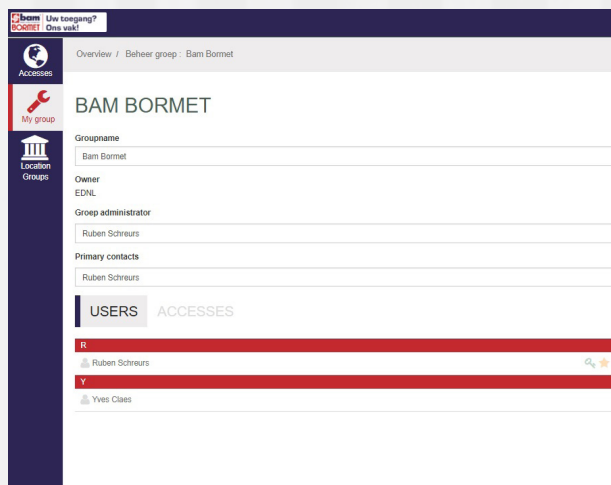 bam
BORMET
Uw toegang?
Ons vak!
Accesses
Overview / Beheer groep : Bam Bormet
My group
BAM BORMET
Groupname
Bam Bormet
Location
Groups
Owner
EDNL
Groep administrator
Ruben Schreurs
Primary contacts
Ruben Schreurs
USERS ACCESSES
R
Ruben Schreurs
Y
Yves Claes